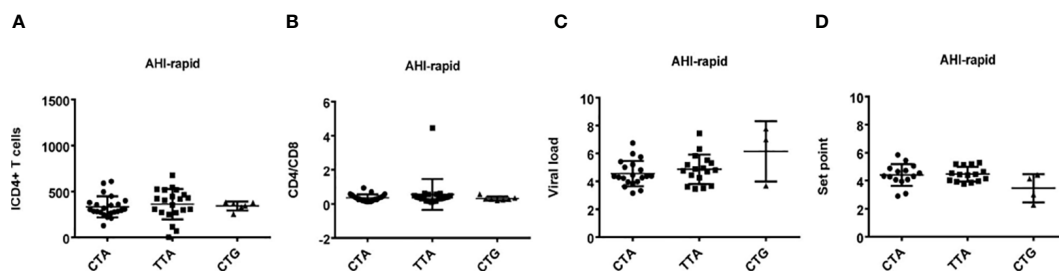 A
AHI-rapid
ICD4+ T cells
1500
1000
500
0
CTA
TTA
CTG
B
AHI-rapid
CD4/CD8
6
4
2
0
-2
CTA
TTA
CTG
C
AHI-rapid
Viral load
10
8
6
4
2
0
CTA
TTA
CTG
D
AHI-rapid
Set point
10
8
6
4
2
0
CTA
TTA
CTG